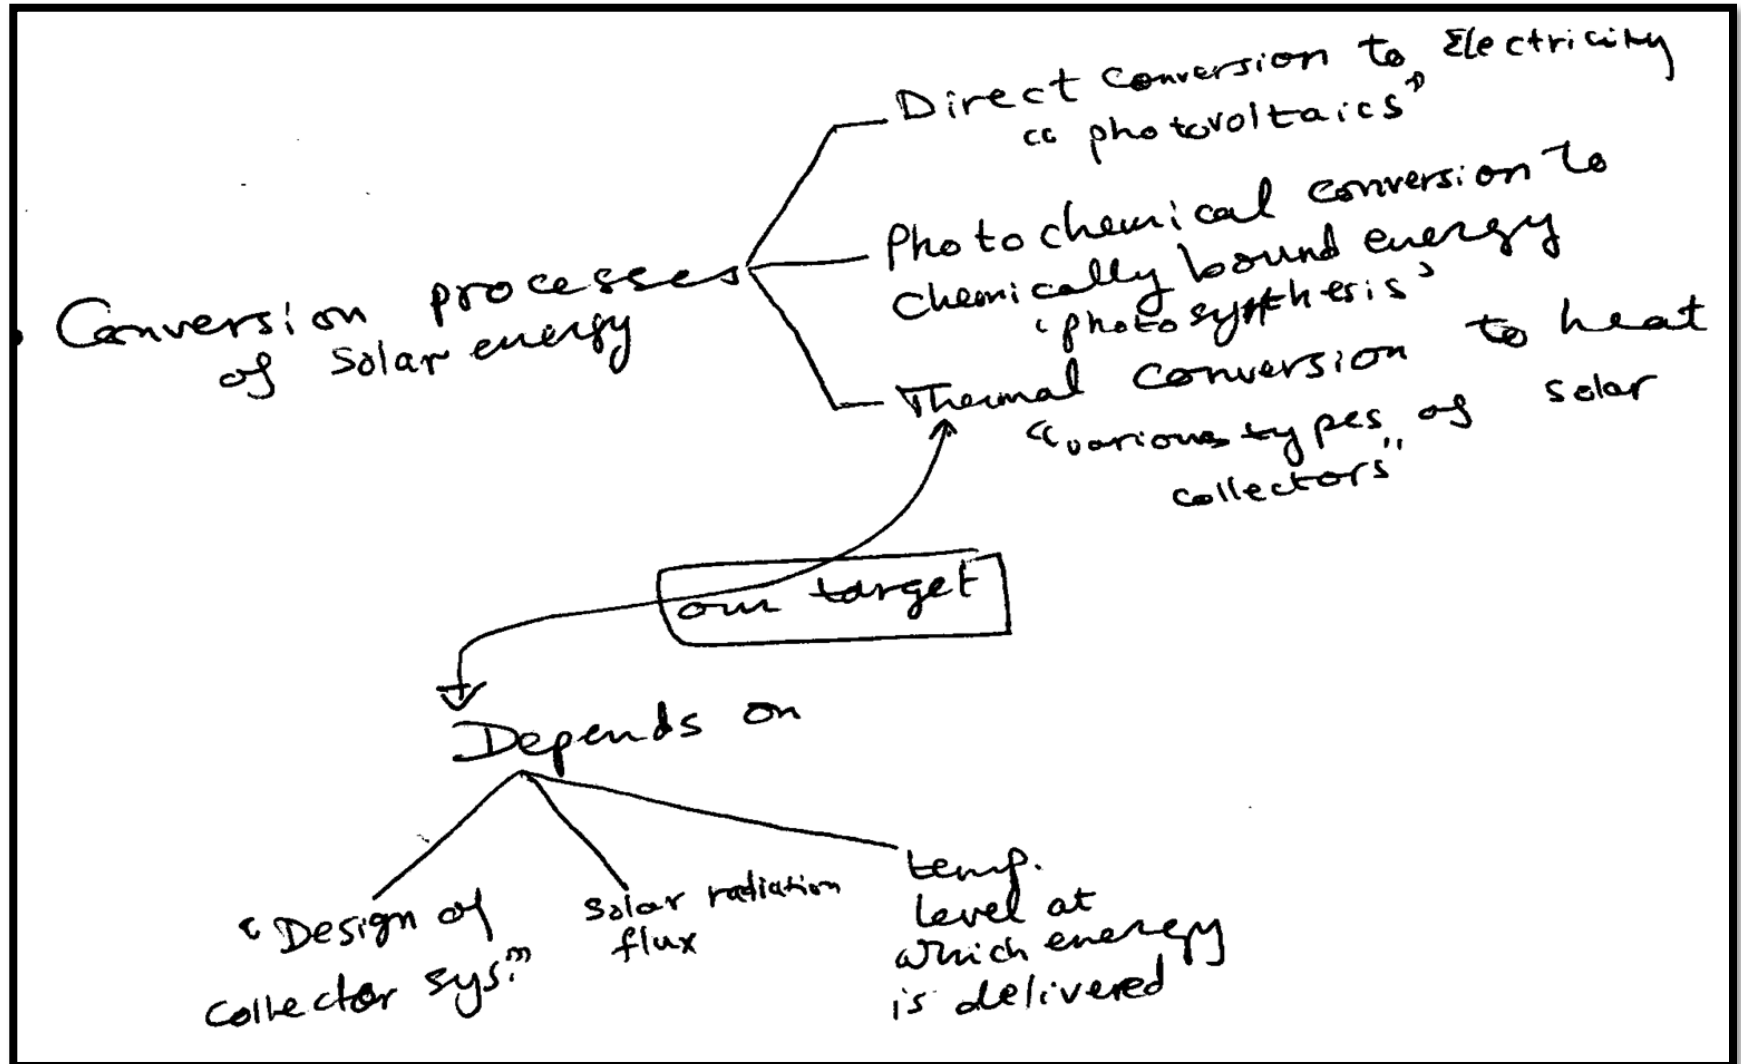 Direct conversion to Electricity
"photovoltaics"
Photochemical conversion to
chemically bound energy
'photosynthesis'
Conversion processes
of solar energy
Thermal conversion to heat
"various types of solar
collectors"
our target
Depends on
"Design of
collector sys."
Solar radiation
flux
temp.
level at
which energy
is delivered